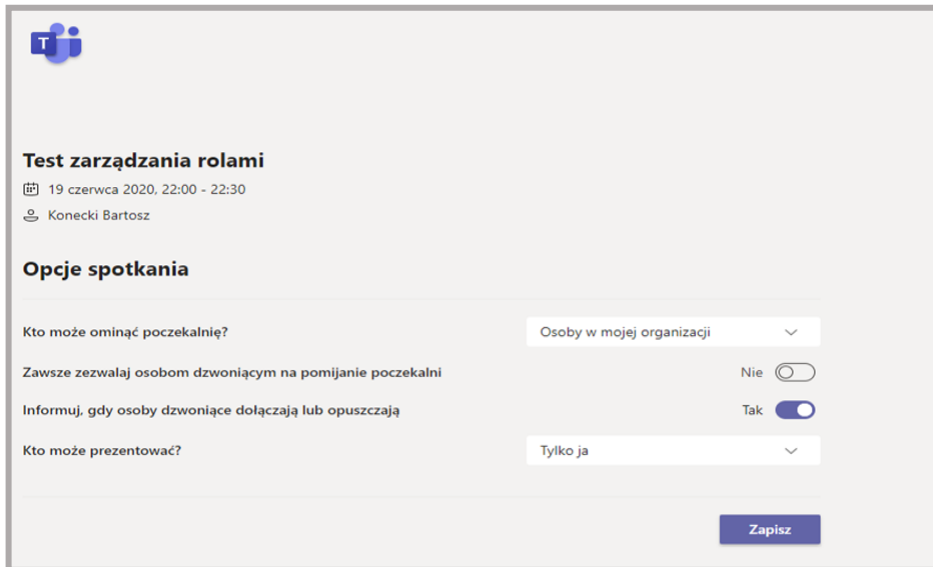 T
Test zarządzania rolami
19 czerwca 2020, 22:00 - 22:30
Konecki Bartosz
Opcje spotkania
Kto może ominąć poczekalnię? Osoby w mojej organizacji
Zawsze zezwalaj osobom dzwoniącym na pomijanie poczekalni Nie
Informuj, gdy osoby dzwoniące dołączają lub opuszczają Tak
Kto może prezentować? Tylko ja
Zapisz